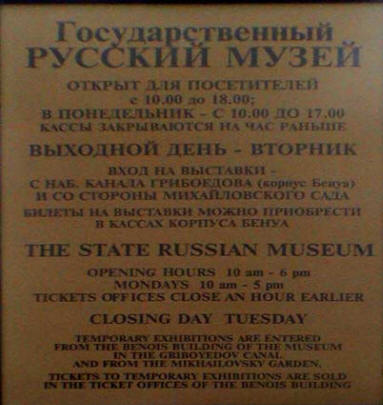 Государственный
РУССКИЙ МУЗЕЙ
ОТКРЫТ ДЛЯ ПОСЕТИТЕЛЕЙ
с 10.00 до 18.00;
В ПОНЕДЕЛЬНИК - С 10.00 ДО 17.00
КАССЫ ЗАКРЫВАЮТСЯ НА ЧАС РАНЬШЕ
ВЫХОДНОЙ ДЕНЬ - ВТОРНИК
ВХОД НА ВЫСТАВКИ -
С НАБ. КАНАЛА ГРИБОЕДОВА (корпус Бенуа)
И СО СТОРОНЫ МИХАЙЛОВСКОГО САДА
БИЛЕТЫ НА ВЫСТАВКИ МОЖНО ПРИОБРЕСТИ
В КАССАХ КОРПУСА БЕНУА
THE STATE RUSSIAN MUSEUM
OPENING HOURS 10 am - 6 pm
MONDAYS 10 am - 5 pm
TICKETS OFFICES CLOSE AN HOUR EARLIER
CLOSING DAY TUESDAY
TEMPORARY EXHIBITIONS ARE ENTERED
FROM THE BENOIS BUILDING OF THE MUSEUM
IN THE GRIBOYEDOV CANAL
AND FROM THE MIKHAILOVSKY GARDEN.
TICKETS TO TEMPORARY EXHIBITIONS ARE SOLD
IN THE TICKET OFFICES OF THE BENOIS BUILDING